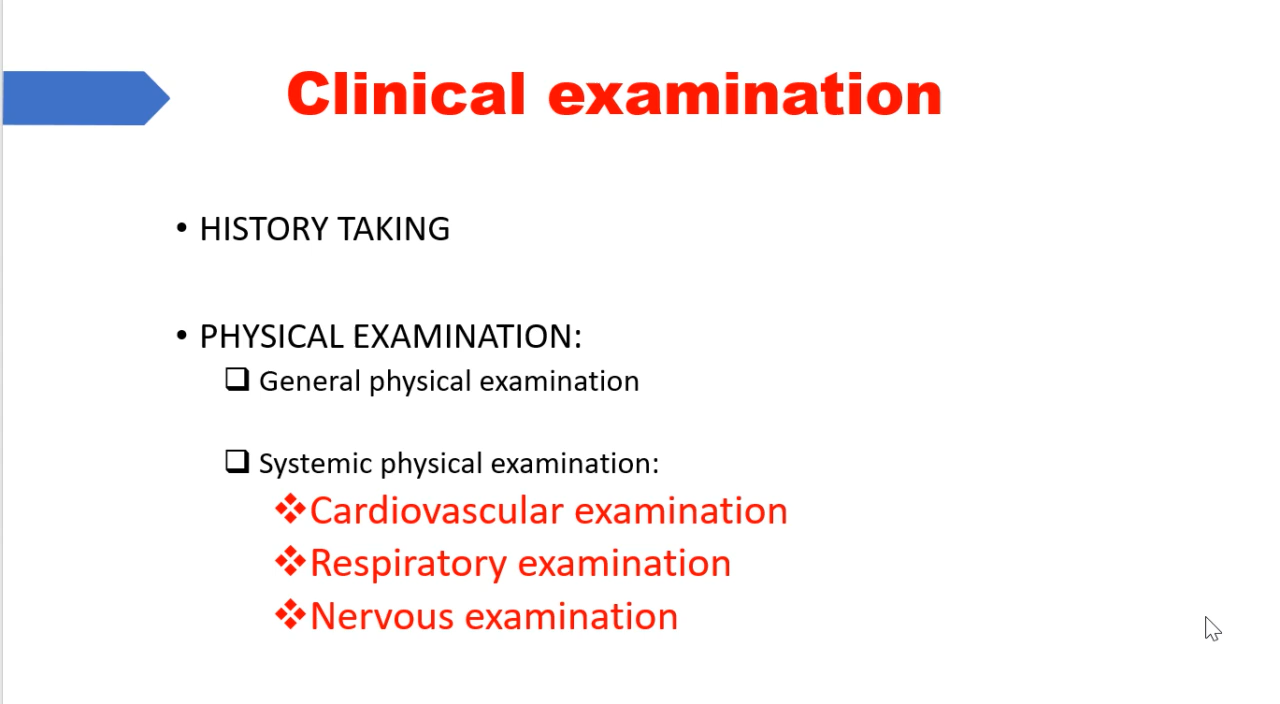 Clinical examination
• HISTORY TAKING
• PHYSICAL EXAMINATION:
❑ General physical examination
❑ Systemic physical examination:
❖Cardiovascular examination
❖Respiratory examination
❖Nervous examination